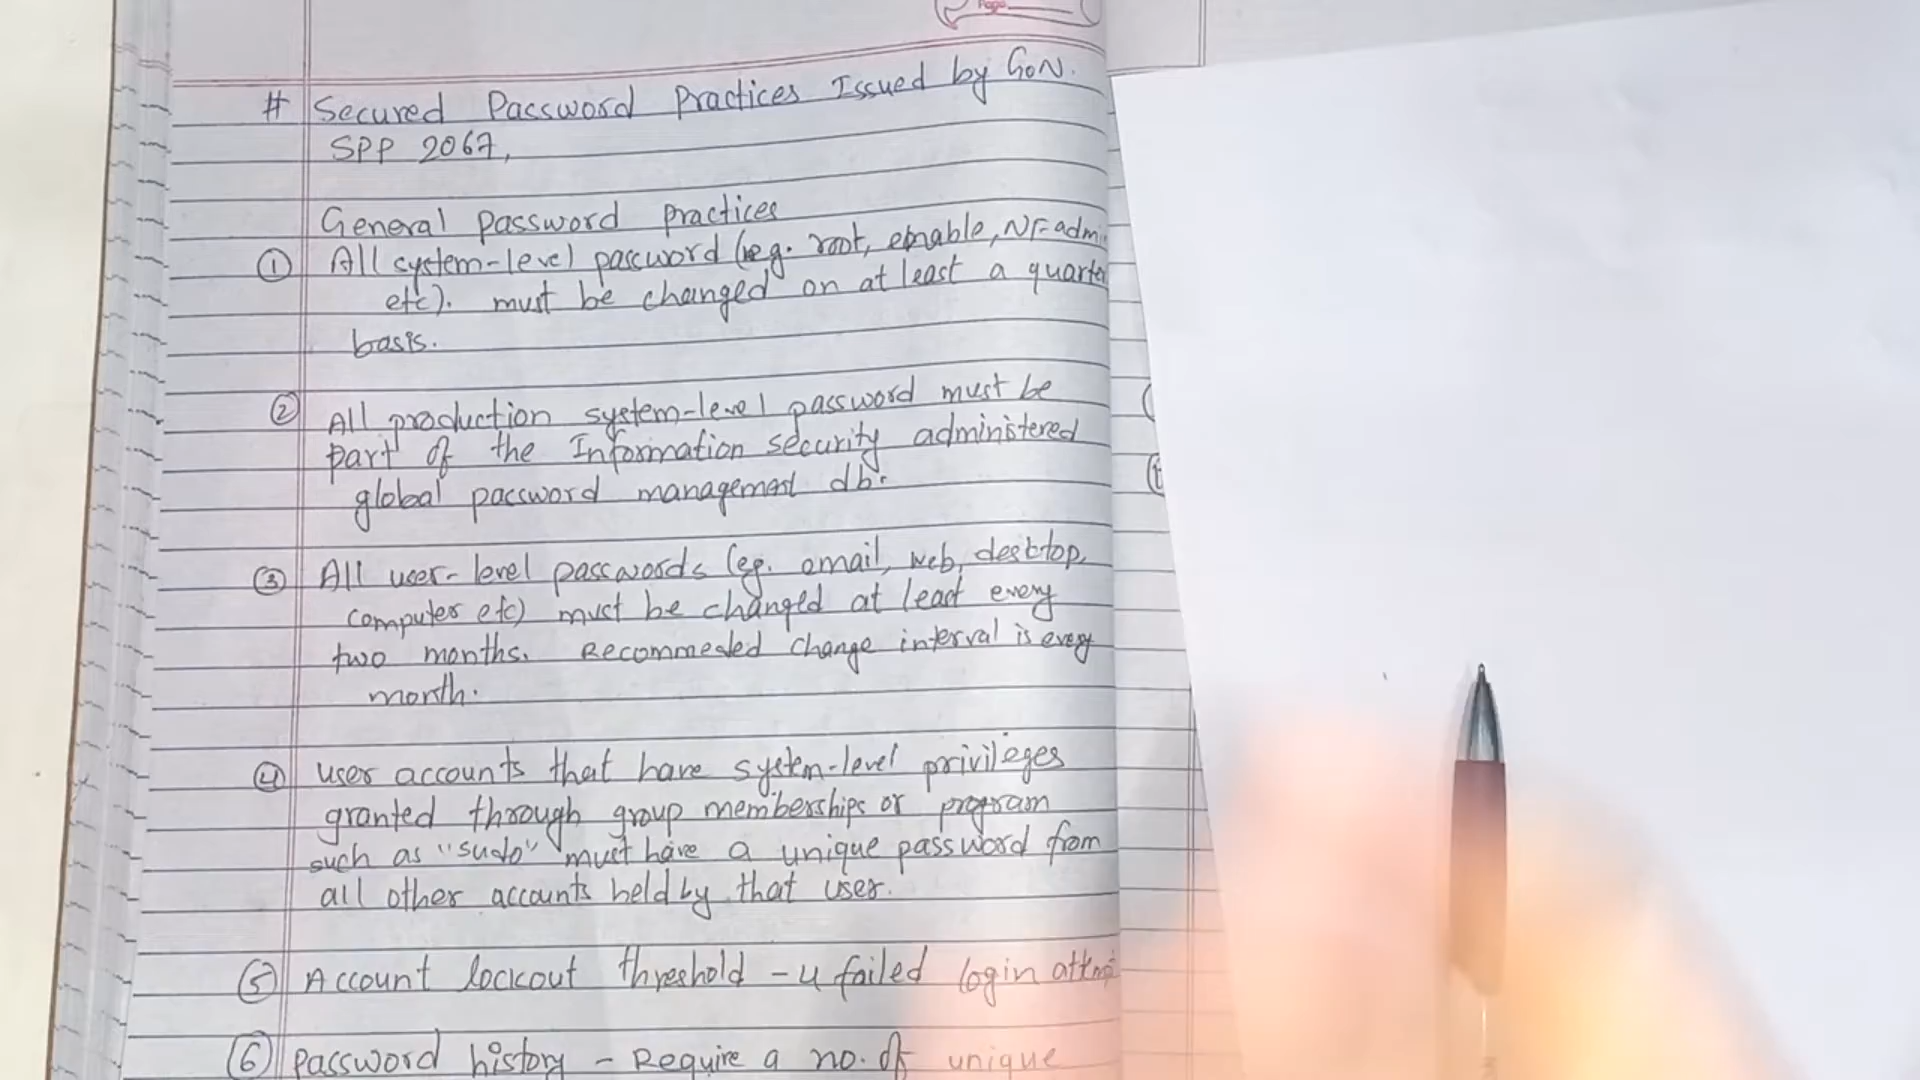 Page
# Secured Password Practices Issued by GoN.
SPP 2067,
General password practices
① All system-level password (eg. root, enable, NT-admi
etc). must be changed on at least a quarte
basis.
② All production system-level password must be
part of the Information security administered
global password management db.
③ All user-level passwords (eg. email, web, desktop,
computer etc) must be changed at least every
two months. Recommeded change interval is every
month.
④ user accounts that have system-level privileges
granted through group memberships or program
such as "sudo" must have a unique password from
all other accounts held by that user.
⑤ Account lockout threshold - 4 failed login attmp
⑥ password history - Require a no. of unique